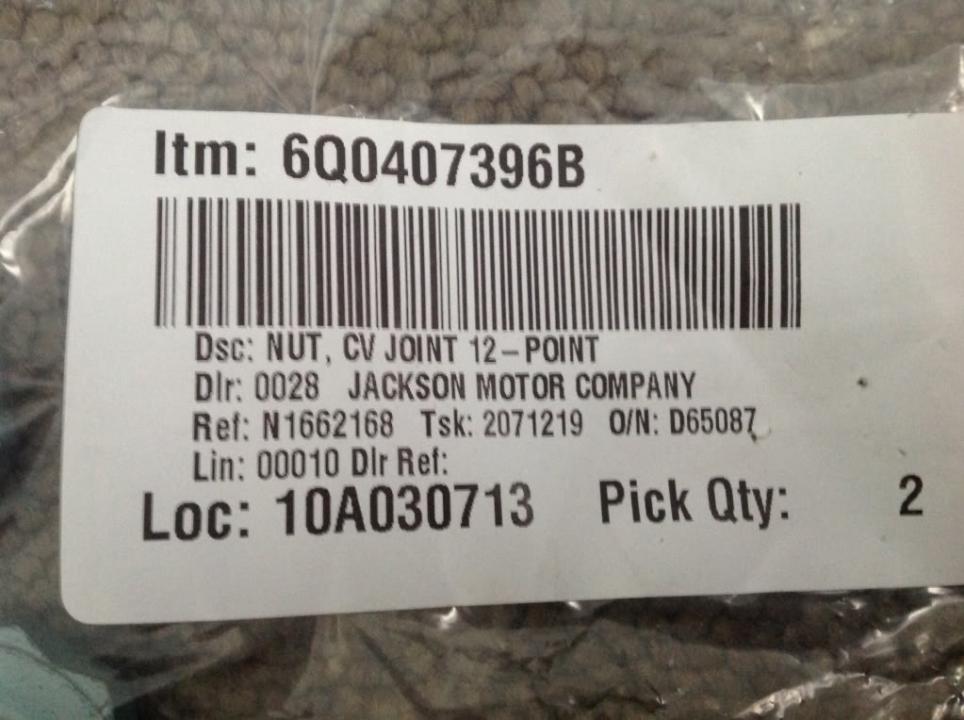 Itm: 6Q0407396B
Dsc: NUT, CV JOINT 12-POINT
Dlr: 0028 JACKSON MOTOR COMPANY
Ref: N1662168 Tsk: 2071219 O/N: D65087
Lin: 00010 Dlr Ref:
Loc: 10A030713 Pick Qty: 2